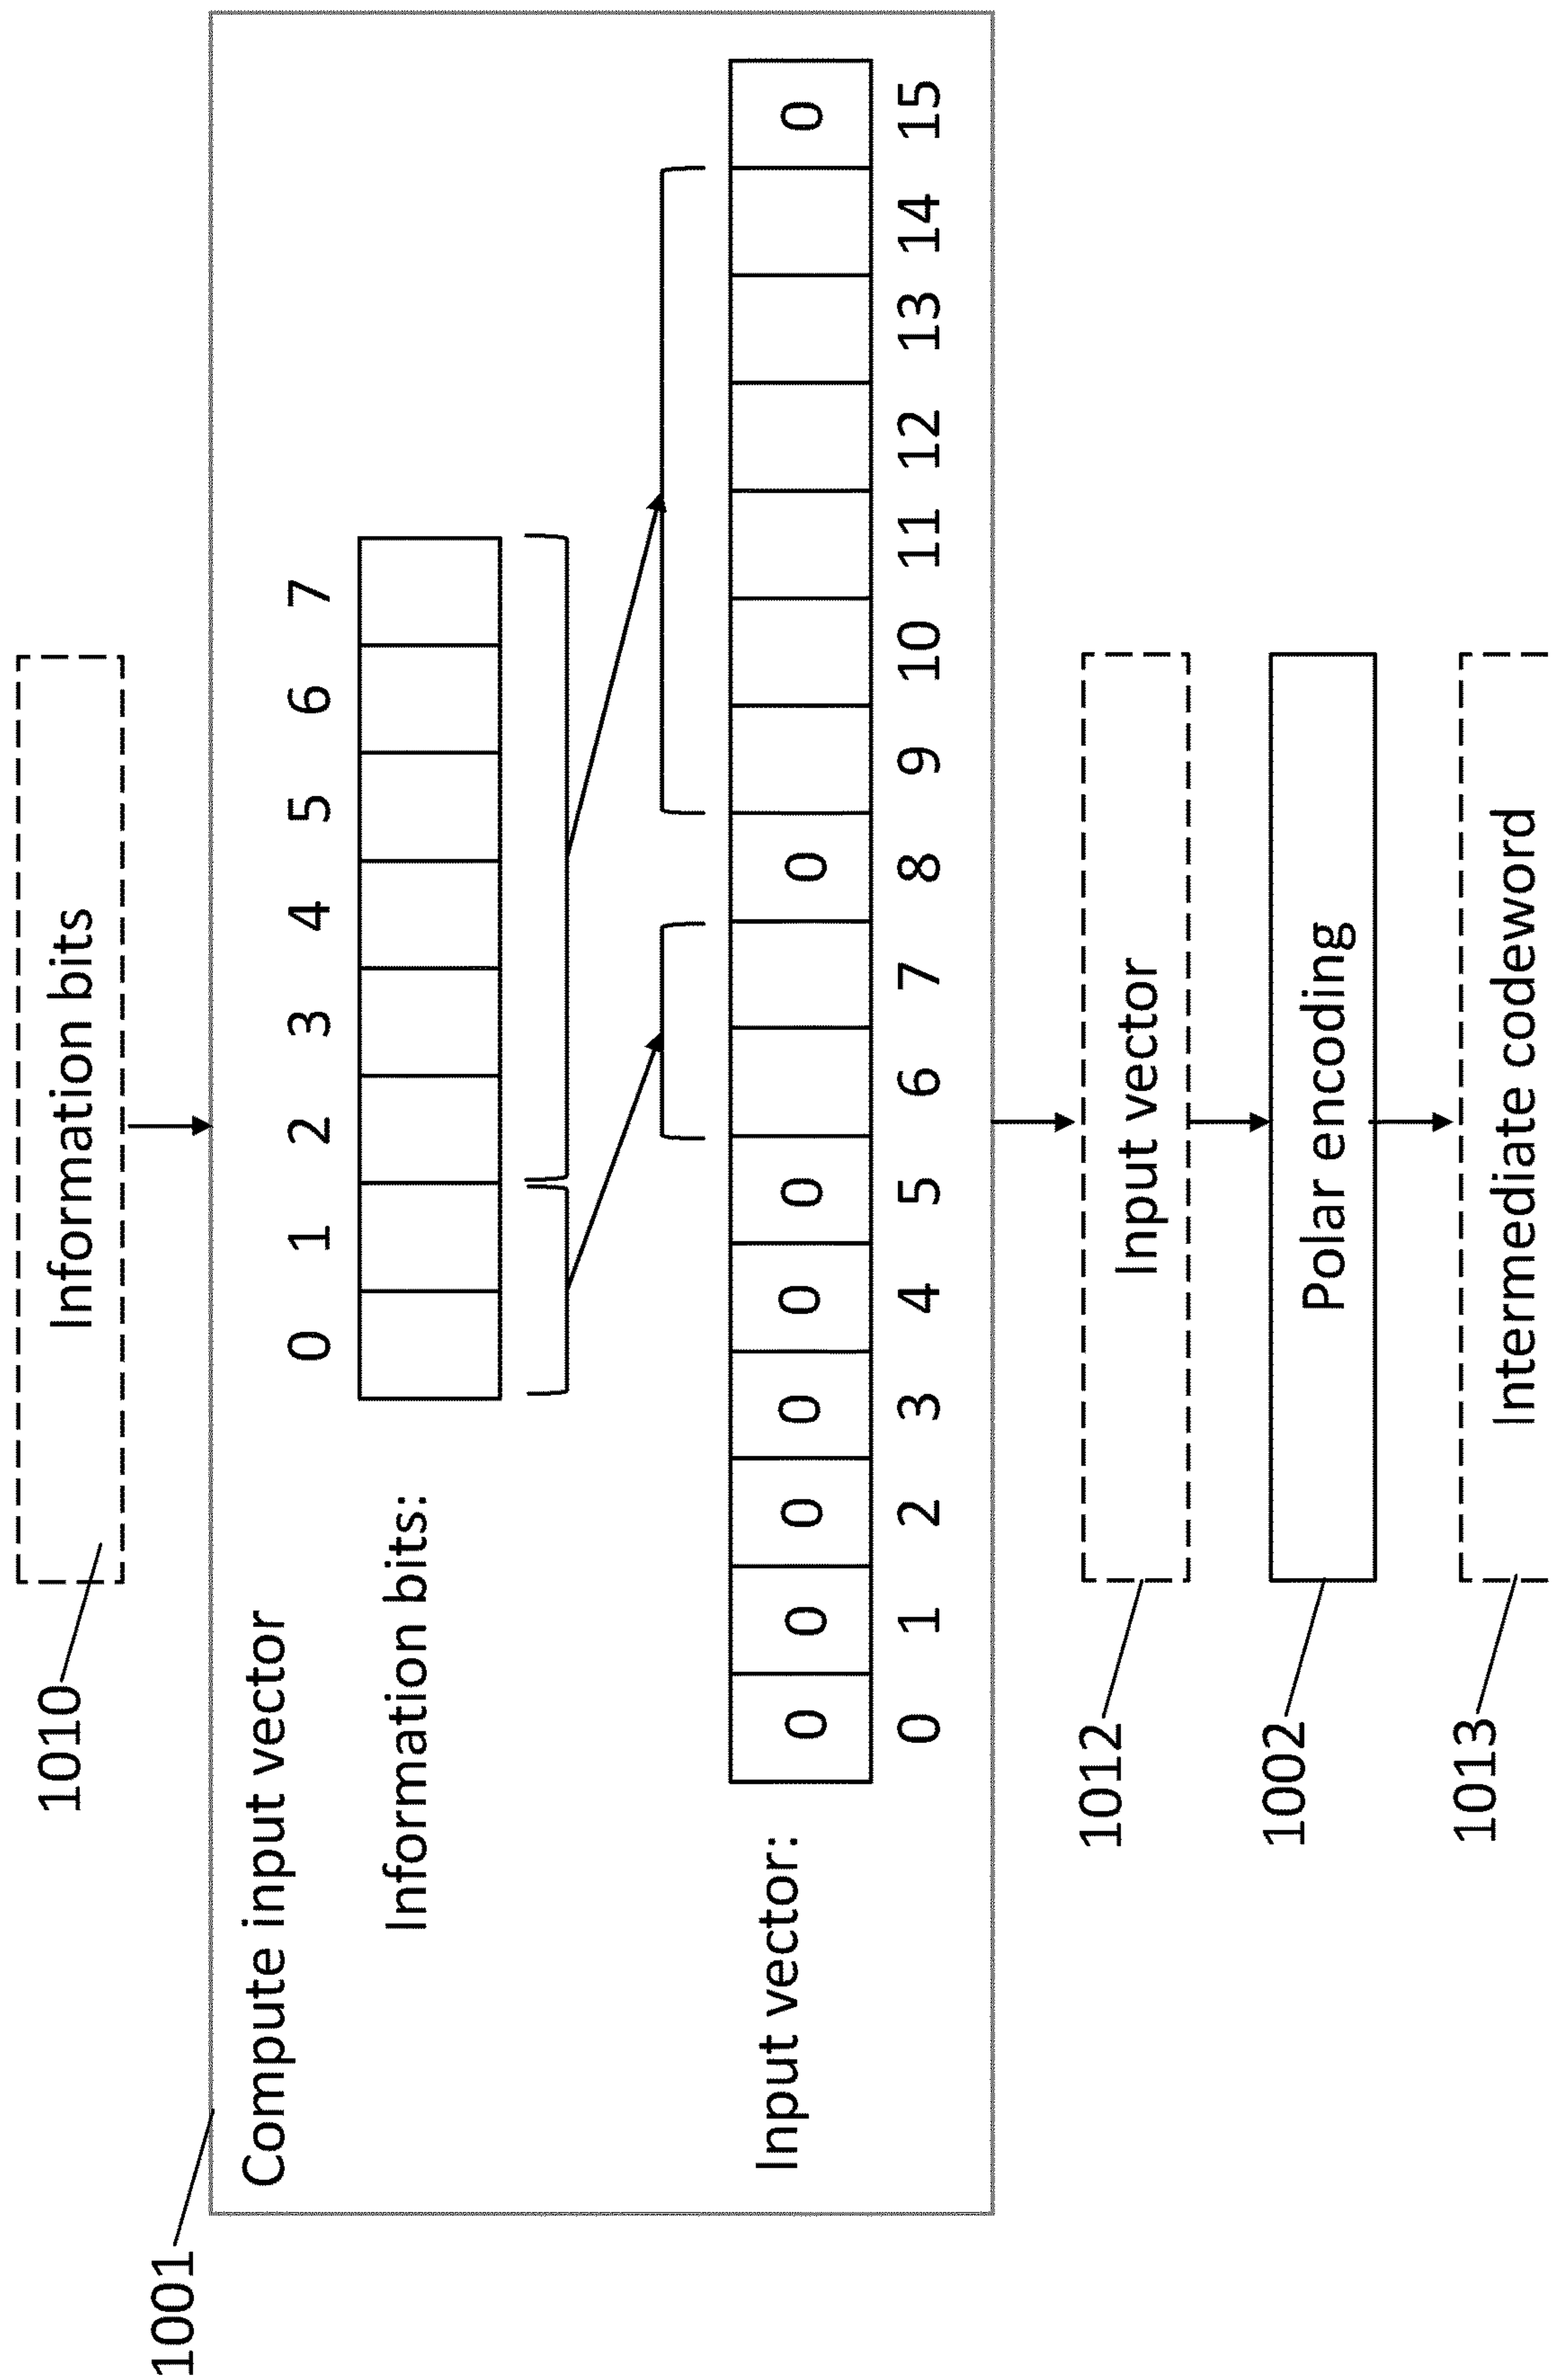 1010
Information bits
1001
Compute input vector
0 1 2 3 4 5 6 7
Information bits:
Input vector:
0 0 0 0 0 0 0 0
0 1 2 3 4 5 6 7 8 9 10 11 12 13 14 15
1012
Input vector
1002
Polar encoding
1013
Intermediate codeword